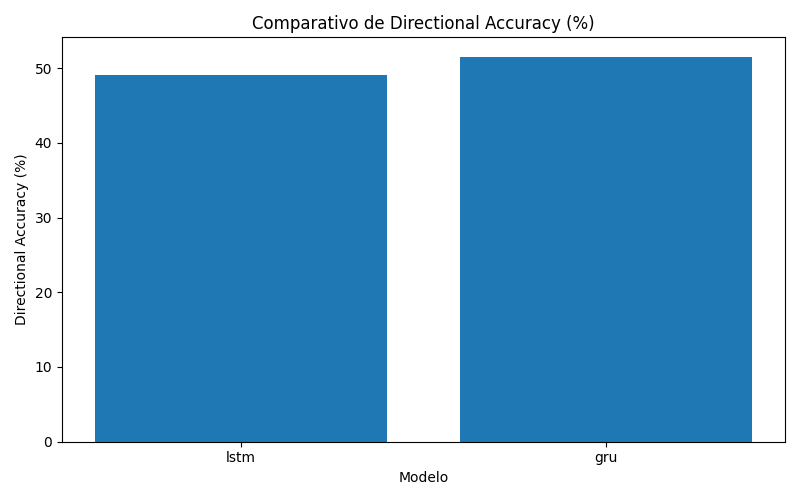 Comparativo de Directional Accuracy (%)
Directional Accuracy (%)
50
40
30
20
10
0
lstm
gru
Modelo